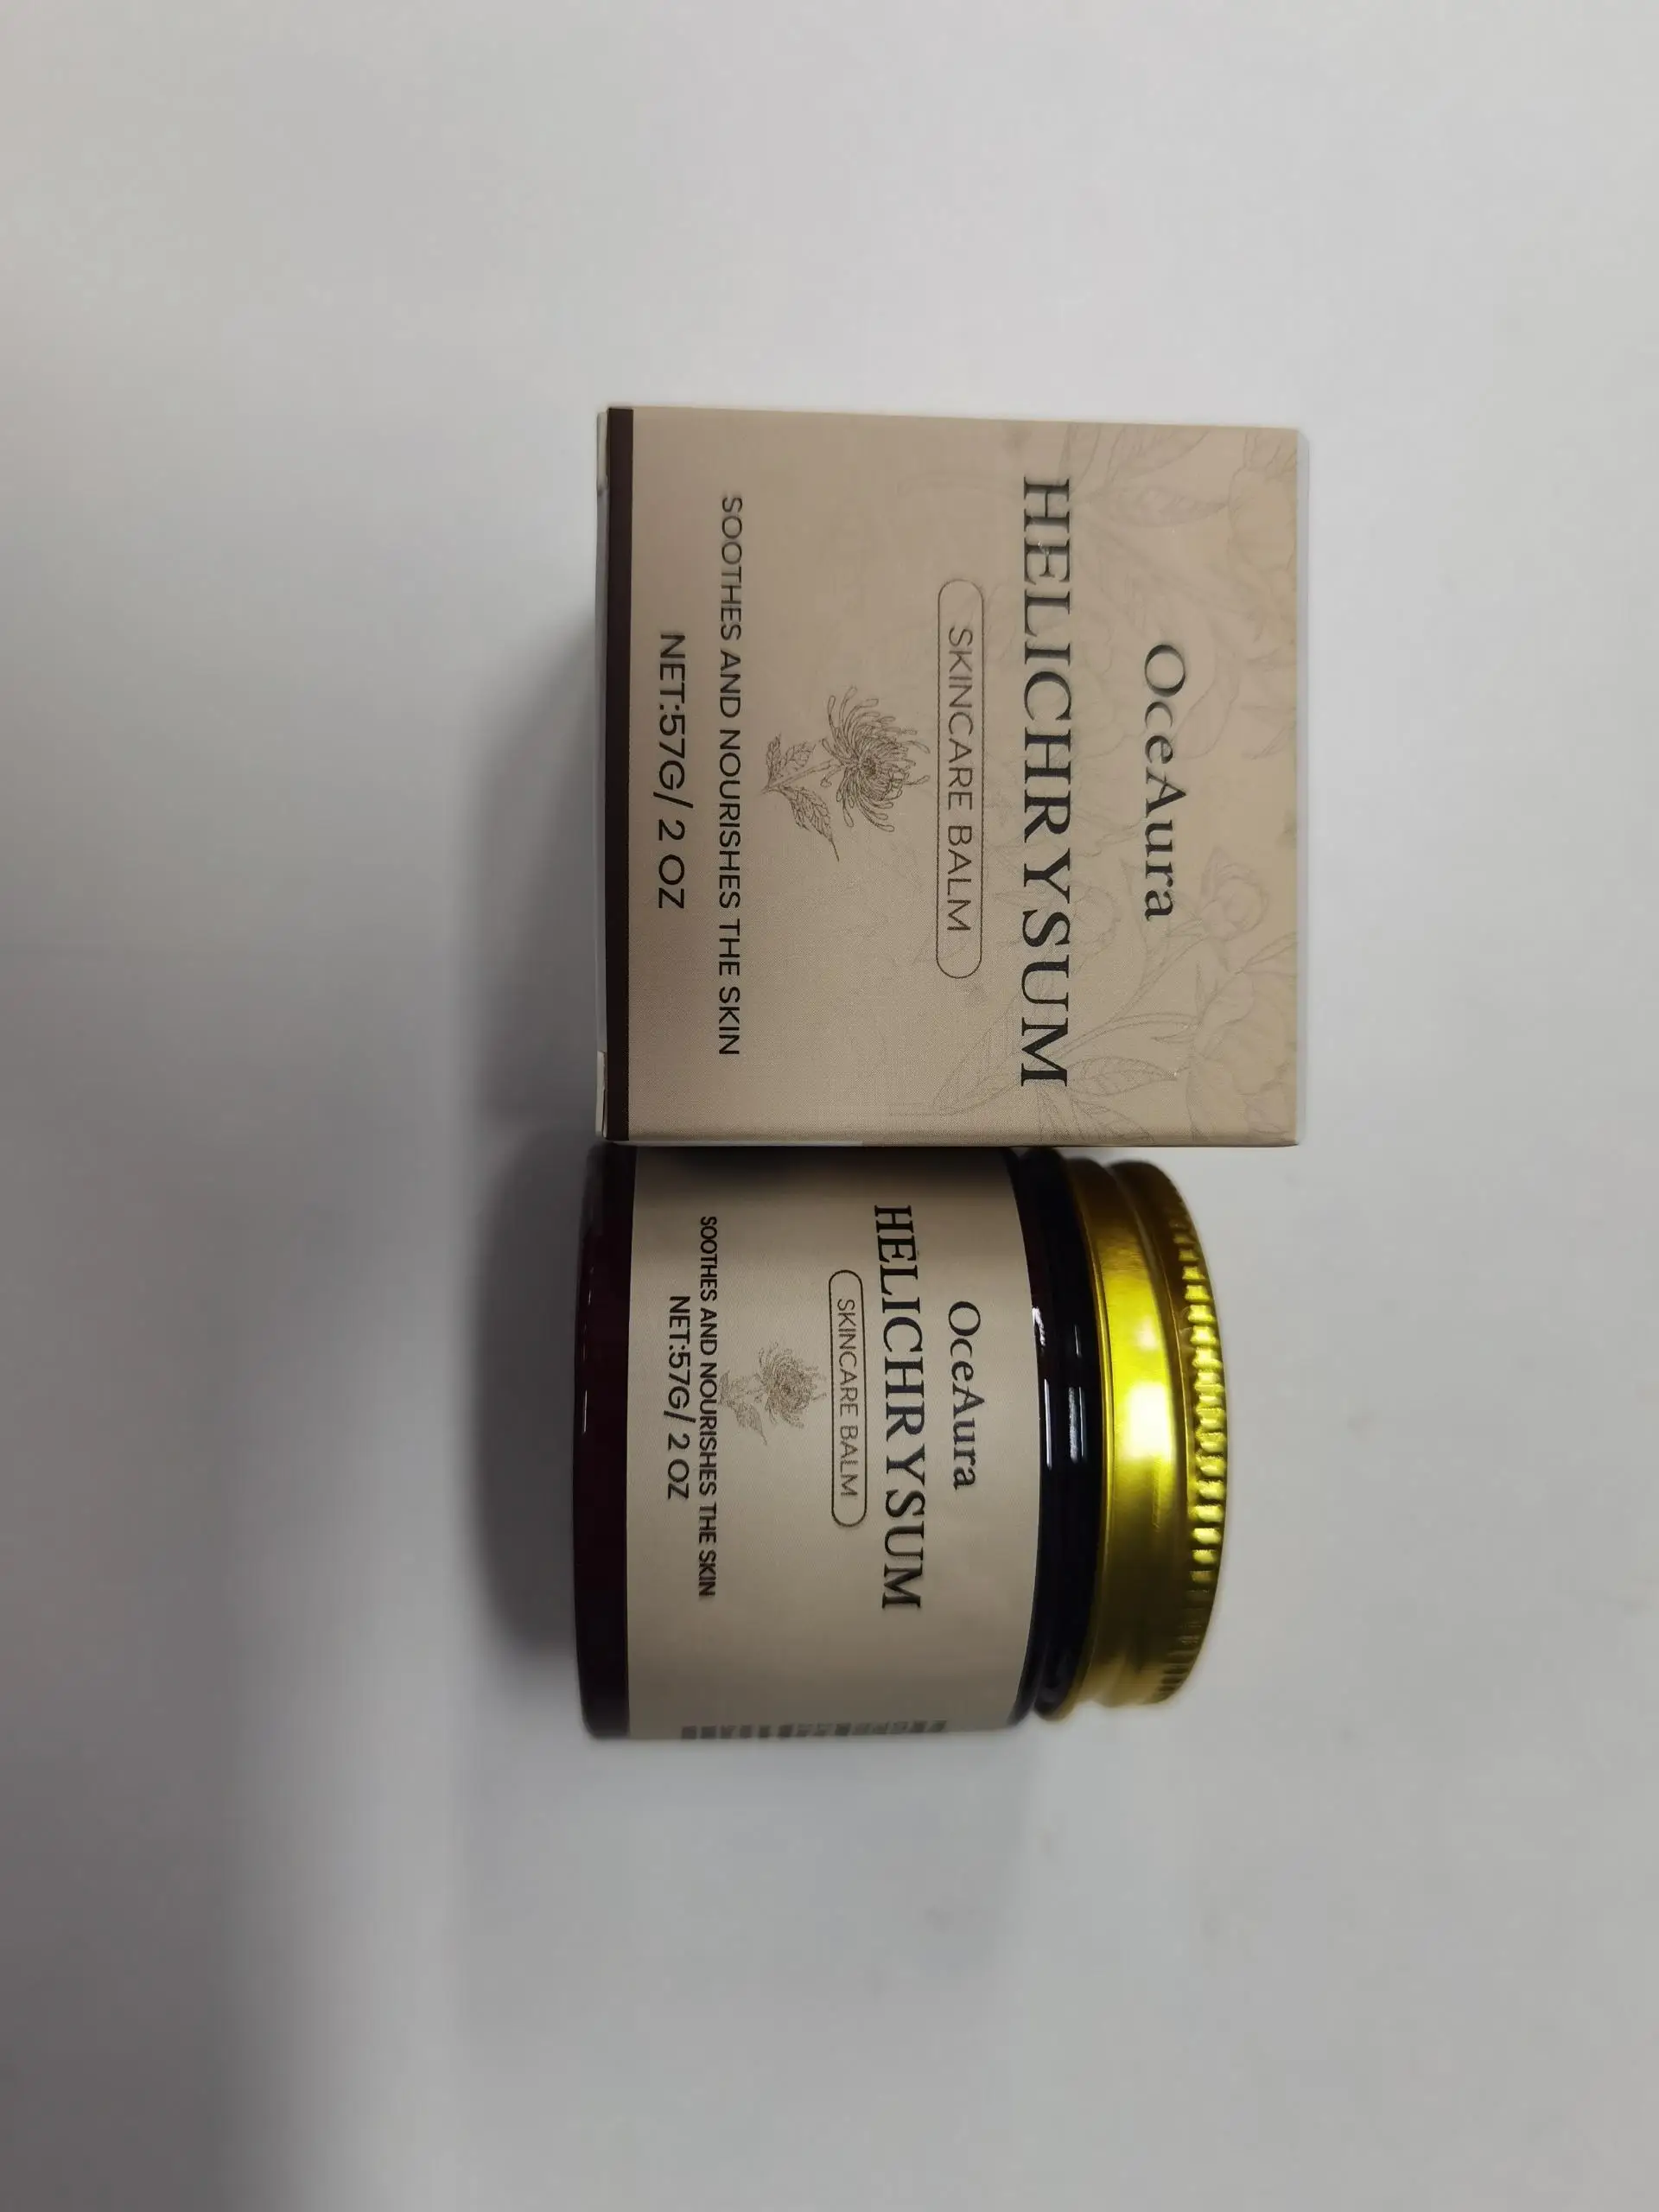 OceAura
HELICHRYSUM
SKINCARE BALM
SOOTHES AND NOURISHES THE SKIN
NET:57G/ 2 OZ
OceAura
HELICHRYSUM
SKINCARE BALM
SOOTHES AND NOURISHES THE SKIN
NET:57G/ 2 OZ